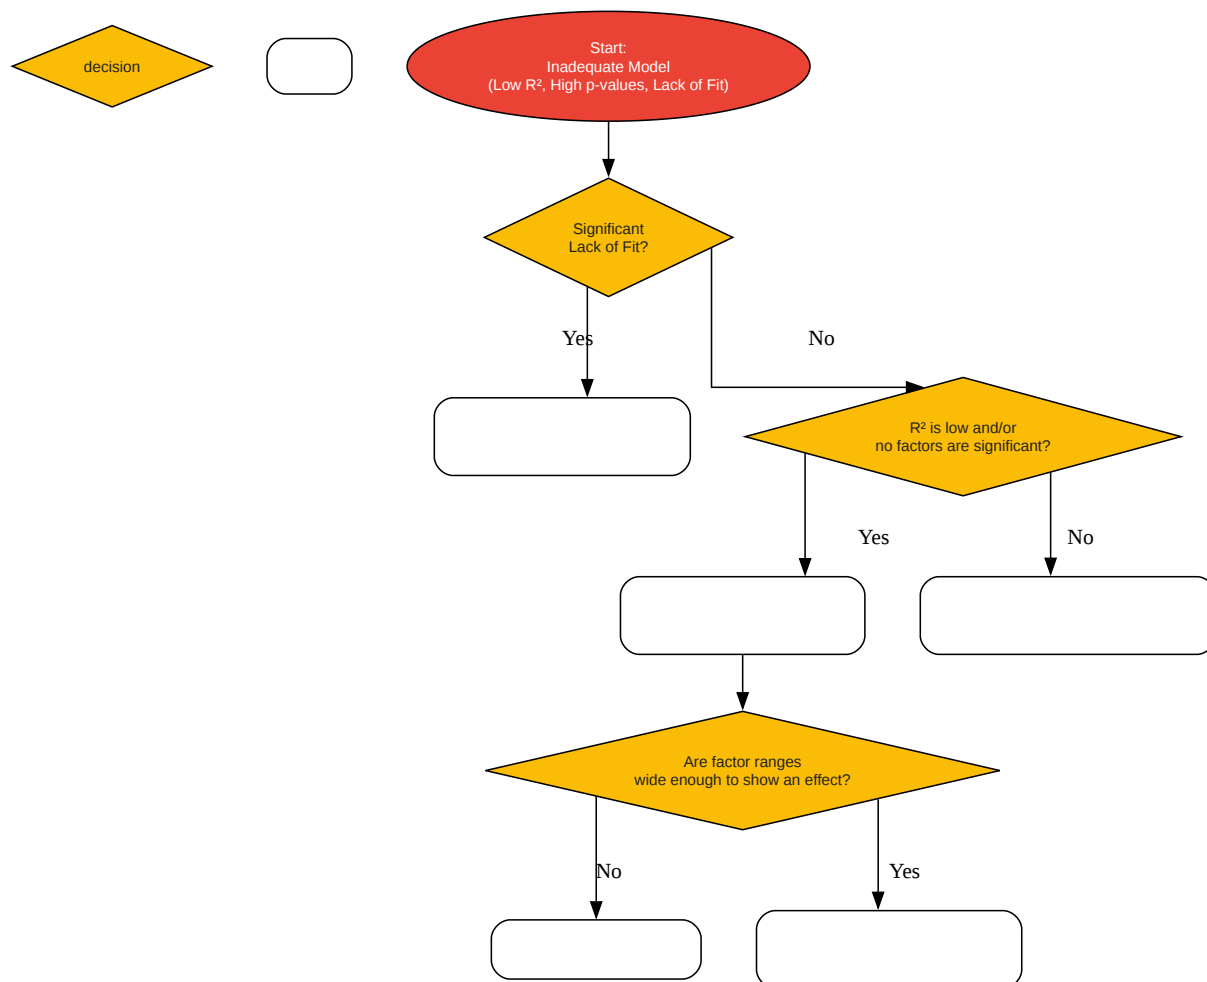 decision
Start:
Inadequate Model
(Low R², High p-values, Lack of Fit)
Significant
Lack of Fit?
Yes
No
R² is low and/or
no factors are significant?
Yes
No
Are factor ranges
wide enough to show an effect?
No
Yes